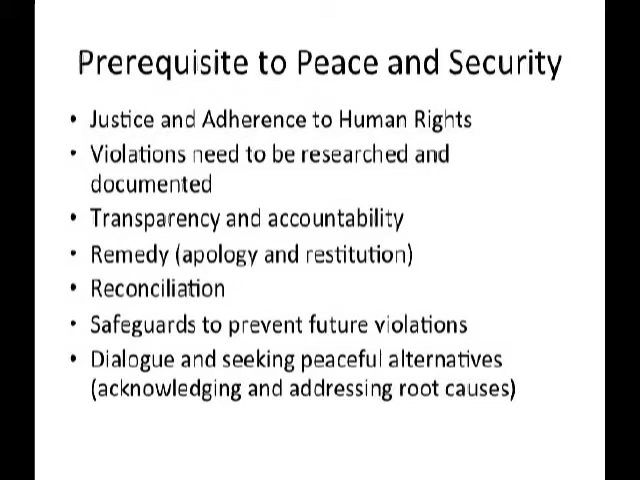 Prerequisite to Peace and Security
• Justice and Adherence to Human Rights
• Violations need to be researched and
documented
• Transparency and accountability
• Remedy (apology and restitution)
• Reconciliation
• Safeguards to prevent future violations
• Dialogue and seeking peaceful alternatives
(acknowledging and addressing root causes)